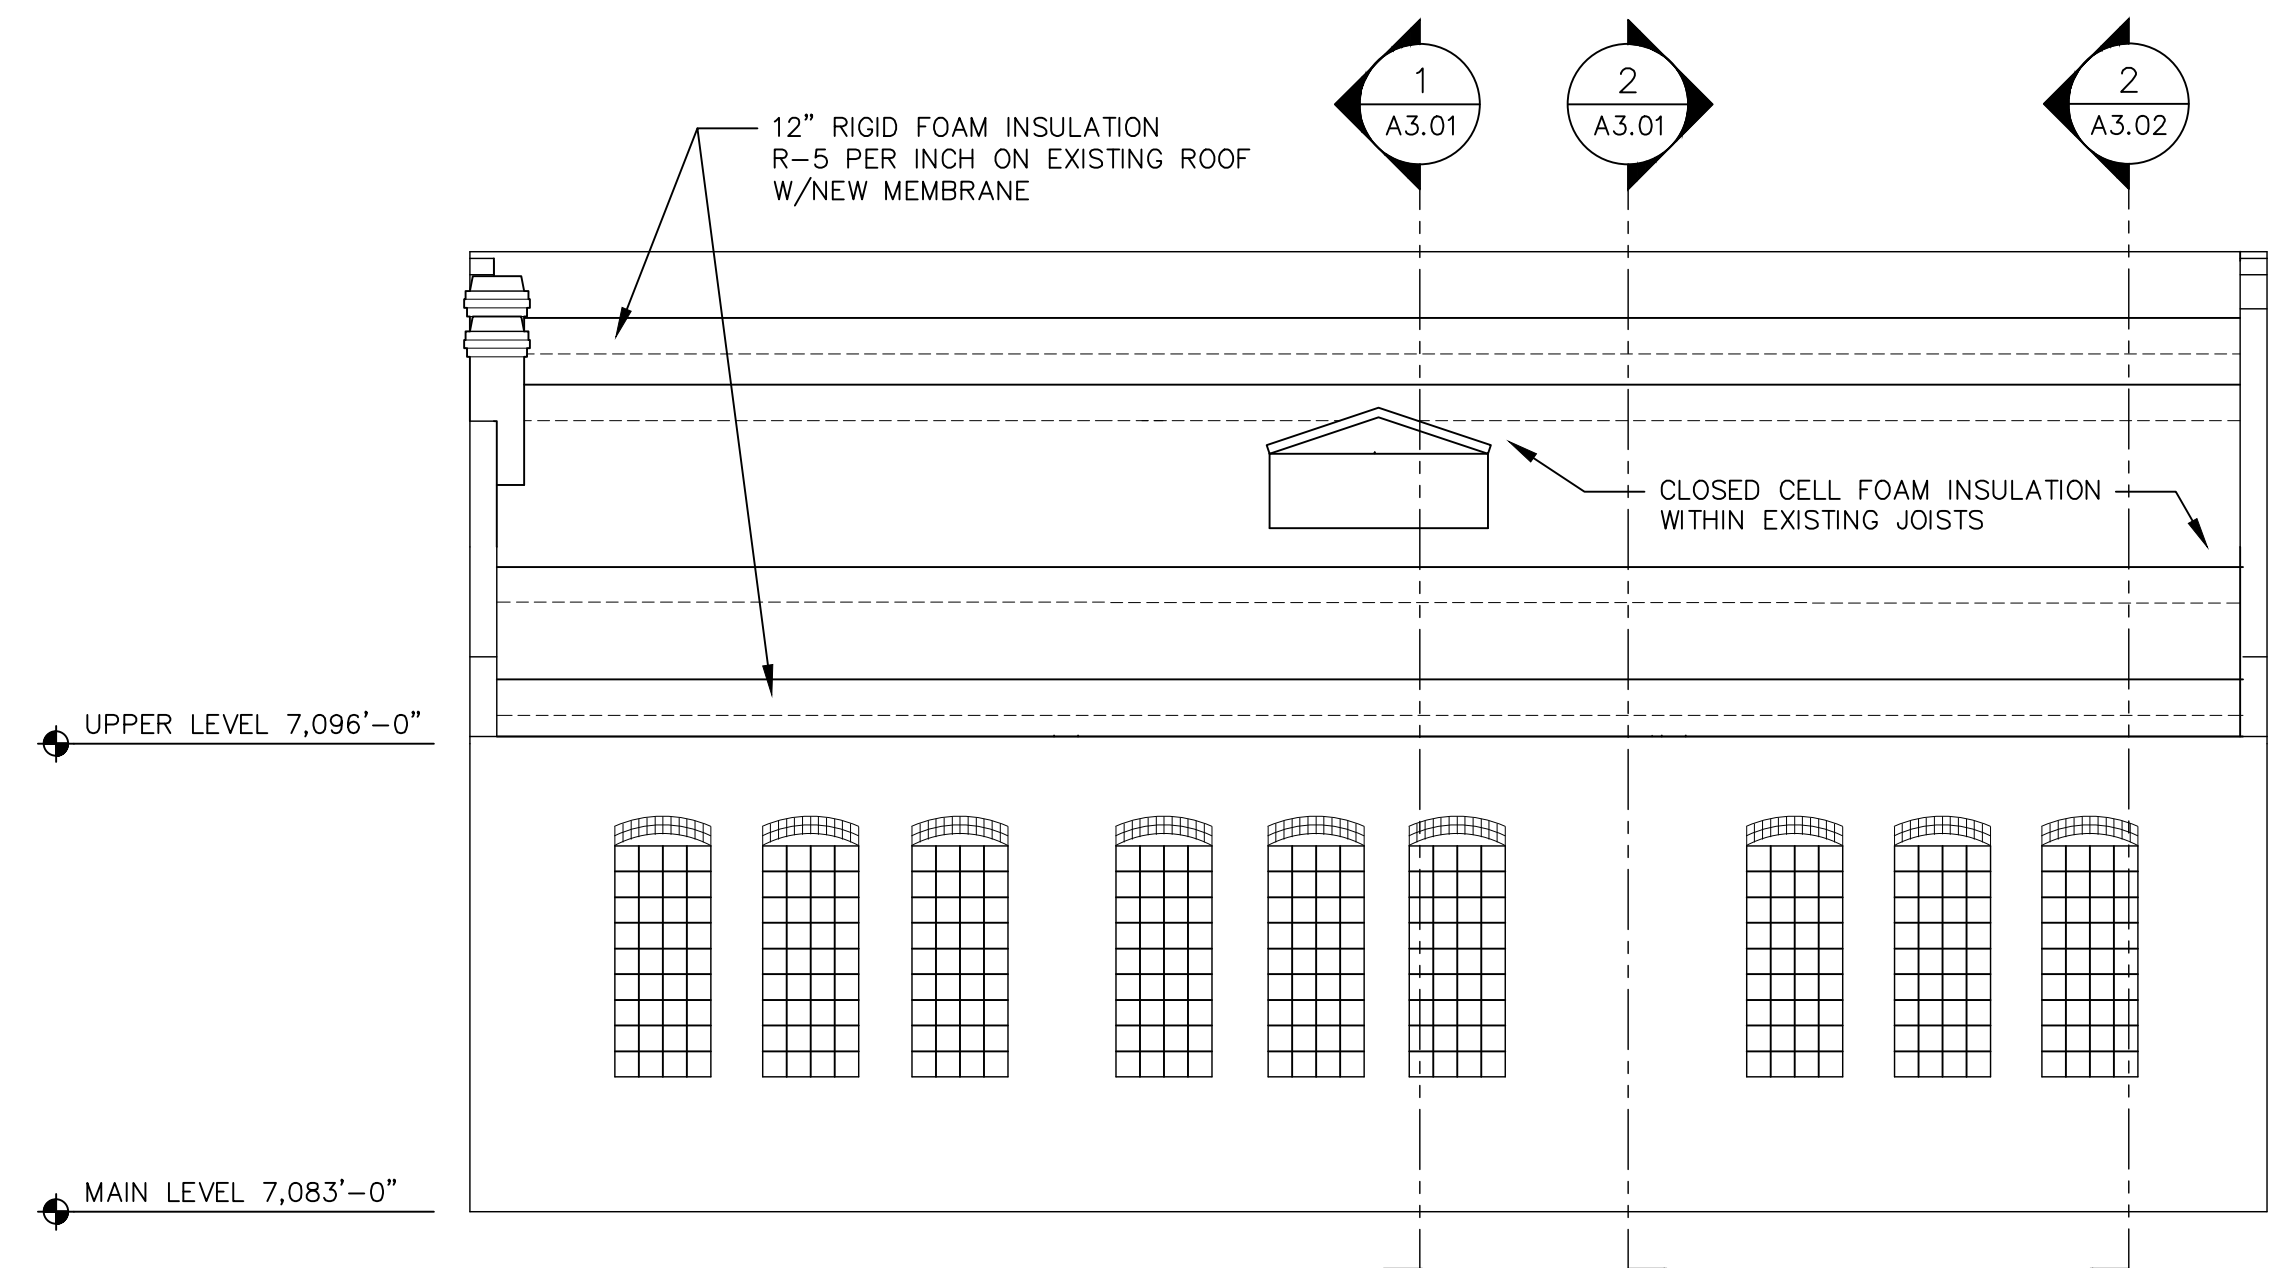 1
A3.01
2
A3.01
2
A3.02
12” RIGID FOAM INSULATION
R–5 PER INCH ON EXISTING ROOF
W/NEW MEMBRANE
CLOSED CELL FOAM INSULATION
WITHIN EXISTING JOISTS
UPPER LEVEL 7,096’–0”
MAIN LEVEL 7,083’–0”